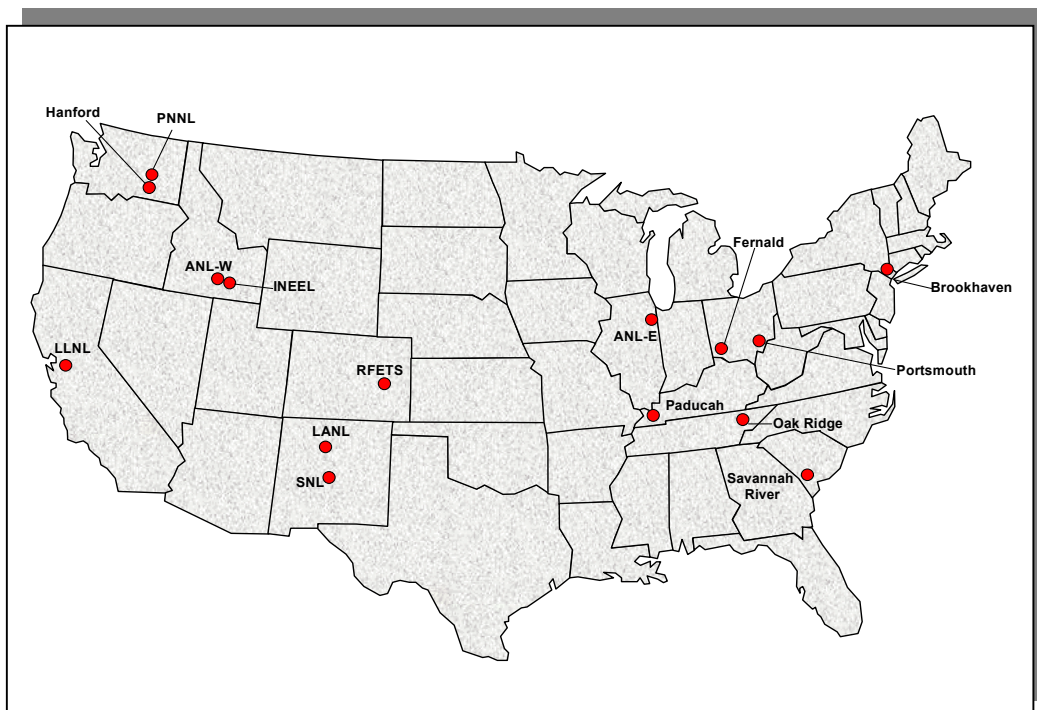 Hanford
PNNL
Fernald
ANL-W
INEEL
Brookhaven
ANL-E
LLNL
RFETS
Portsmouth
Paducah
Oak Ridge
LANL
SNL
Savannah
River